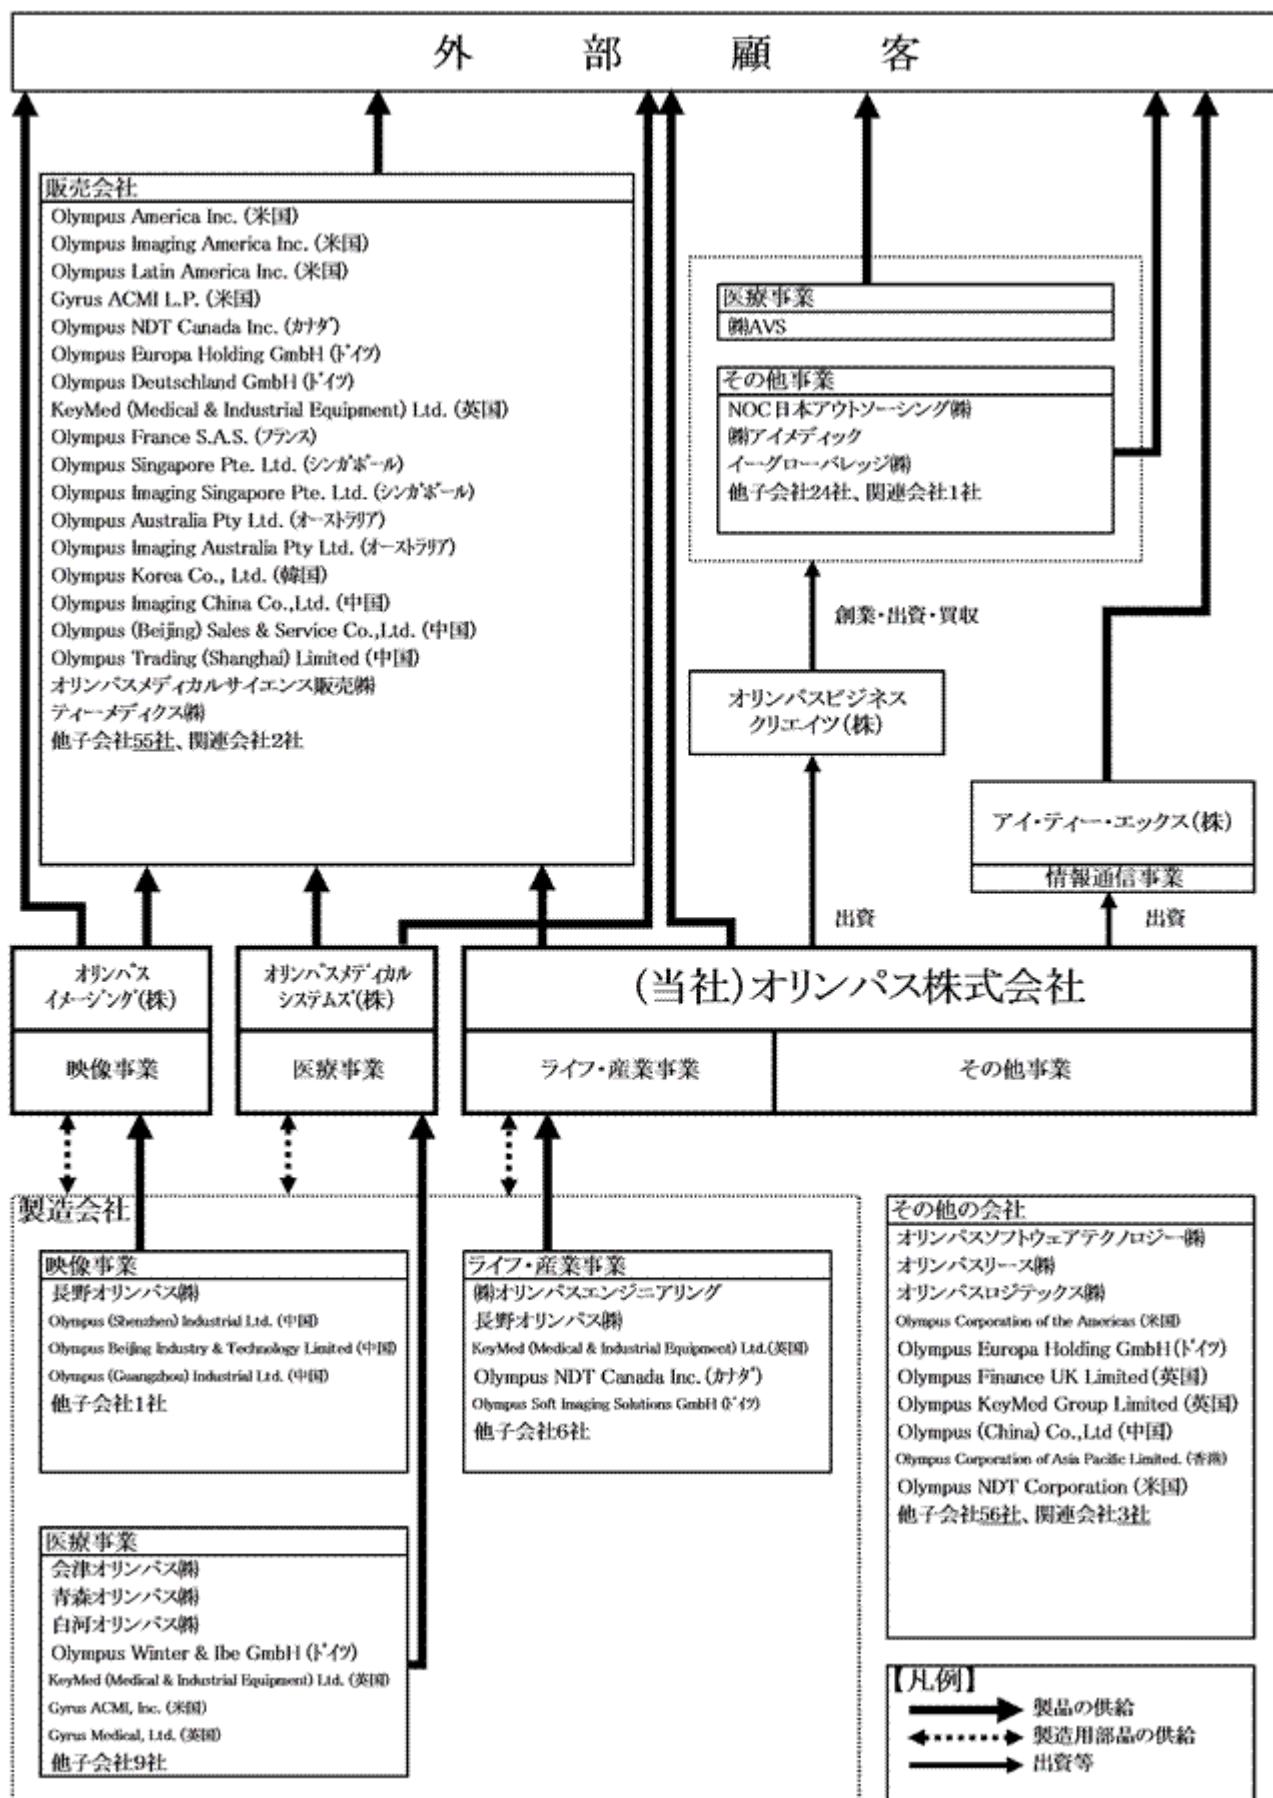 外部顧客
販売会社
Olympus America Inc. (米国)
Olympus Imaging America Inc. (米国)
Olympus Latin America Inc. (米国)
Gyrus ACMI L.P. (米国)
Olympus NDT Canada Inc. (ｶﾅﾀﾞ)
Olympus Europa Holding GmbH (ﾄﾞｲﾂ)
Olympus Deutschland GmbH (ﾄﾞｲﾂ)
KeyMed (Medical & Industrial Equipment) Ltd. (英国)
Olympus France S.A.S. (ﾌﾗﾝｽ)
Olympus Singapore Pte. Ltd. (ｼﾝｶﾞﾎﾟｰﾙ)
Olympus Imaging Singapore Pte. Ltd. (ｼﾝｶﾞﾎﾟｰﾙ)
Olympus Australia Pty Ltd. (ｵｰｽﾄﾗﾘｱ)
Olympus Imaging Australia Pty Ltd. (ｵｰｽﾄﾗﾘｱ)
Olympus Korea Co., Ltd. (韓国)
Olympus Imaging China Co.,Ltd. (中国)
Olympus (Beijing) Sales & Service Co.,Ltd. (中国)
Olympus Trading (Shanghai) Limited (中国)
オリンパスメディカルサイエンス販売㈱
ティーメディクス㈱
他子会社55社、関連会社2社
医療事業
㈱AVS
その他事業
NOC日本アウトソーシング㈱
㈱アイメディック
イーグローバレッジ㈱
他子会社24社、関連会社1社
創業・出資・買収
オリンパスビジネス
クリエイツ(株)
アイ・ティー・エックス(株)
情報通信事業
出資
出資
ｵﾘﾝﾊﾟｽ
ｲﾒｰｼﾞﾝｸﾞ(株)
映像事業
ｵﾘﾝﾊﾟｽﾒﾃﾞｨｶﾙ
ｼｽﾃﾑｽﾞ(株)
医療事業
(当社)オリンパス株式会社
ライフ・産業事業
その他事業
製造会社
映像事業
長野オリンパス㈱
Olympus (Shenzhen) Industrial Ltd. (中国)
Olympus Beijing Industry & Technology Limited (中国)
Olympus (Guangzhou) Industrial Ltd. (中国)
他子会社1社
ライフ・産業事業
㈱オリンパスエンジニアリング
長野オリンパス㈱
KeyMed (Medical & Industrial Equipment) Ltd.(英国)
Olympus NDT Canada Inc. (ｶﾅﾀﾞ)
Olympus Soft Imaging Solutions GmbH (ﾄﾞｲﾂ)
他子会社6社
医療事業
会津オリンパス㈱
青森オリンパス㈱
白河オリンパス㈱
Olympus Winter & Ibe GmbH (ﾄﾞｲﾂ)
KeyMed (Medical & Industrial Equipment) Ltd. (英国)
Gyrus ACMI, Inc. (米国)
Gyrus Medical, Ltd. (英国)
他子会社9社
その他の会社
オリンパスソフトウェアテクノロジー㈱
オリンパスリース㈱
オリンパスロジテックス㈱
Olympus Corporation of the Americas (米国)
Olympus Europa Holding GmbH(ﾄﾞｲﾂ)
Olympus Finance UK Limited(英国)
Olympus KeyMed Group Limited (英国)
Olympus (China) Co.,Ltd (中国)
Olympus Corporation of Asia Pacific Limited. (香港)
Olympus NDT Corporation (米国)
他子会社56社、関連会社3社
【凡例】
製品の供給
製造用部品の供給
出資等